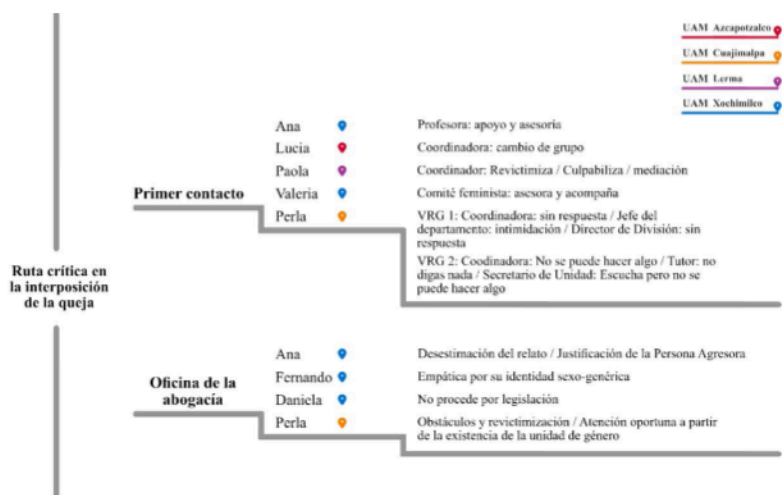 UAM Azcapotzalco
UAM Cuajimalpa
UAM Lerma
UAM Xochimilco
Ruta crítica en
la interposición
de la queja
Primer contacto
Ana Profesora: apoyo y asesoría
Lucia Coordinadora: cambio de grupo
Paola Coordinador: Revictimiza / Culpabiliza / mediación
Valeria Comité feminista: asesora y acompaña
Perla VRG 1: Coordinadora: sin respuesta / Jefe del
departamento: intimidación / Director de División: sin
respuesta
VRG 2: Coodinadora: No se puede hacer algo / Tutor: no
digas nada / Secretario de Unidad: Escucha pero no se
puede hacer algo
Oficina de la
abogacía
Ana Desestimación del relato / Justificación de la Persona Agresora
Fernando Empática por su identidad sexo-genérica
Daniela No procede por legislación
Perla Obstáculos y revictimización / Atención oportuna a partir
de la existencia de la unidad de género